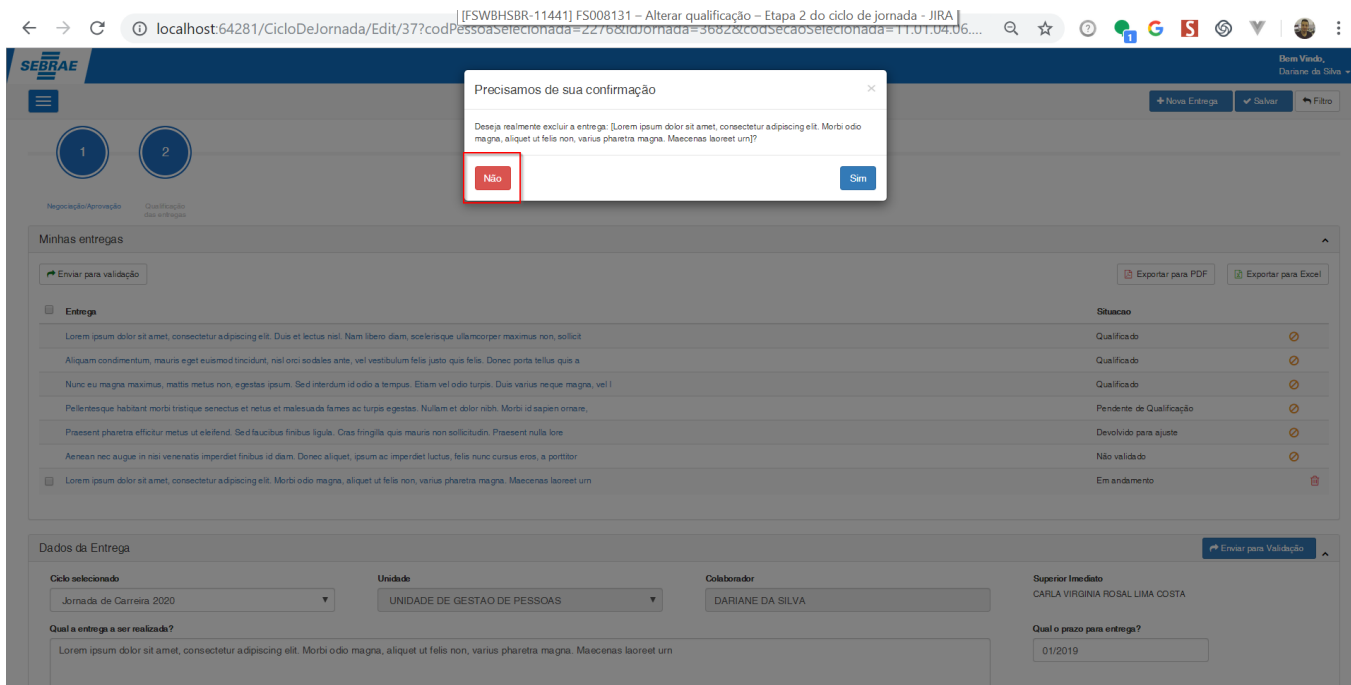 [FSWBHSBR-11441] FS008131 – Alterar qualificação – Etapa 2 do ciclo de jornada - JIRA
localhost:64281/CicloDeJornada/Edit/37?codPessoaSelecionada=2276&idJornada=3682&codSecaoSelecionada=11.01.04.06....
1
SEBRAE
Bem Vindo,
Dariane da Silva
Precisamos de sua confirmação
×
Nova Entrega
Salvar
Filtro
Deseja realmente excluir a entrega: [Lorem ipsum dolor sit amet, consectetur adipiscing elit. Morbi odio
magna, aliquet ut felis non, varius pharetra magna. Maecenas laoreet urn]?
Não
Sim
1
2
Negociação/Aprovação
Qualificação
das entregas
Minhas entregas
Enviar para validação
Exportar para PDF
Exportar para Excel
Entrega
Situacao
Lorem ipsum dolor sit amet, consectetur adipiscing elit. Duis et lectus nisl. Nam libero diam, scelerisque ullamcorper maximus non, sollicit
Qualificado
Aliquam condimentum, mauris eget euismod tincidunt, nisl orci sodales ante, vel vestibulum felis justo quis felis. Donec porta tellus quis a
Qualificado
Nunc eu magna maximus, mattis metus non, egestas ipsum. Sed interdum id odio a tempus. Etiam vel odio turpis. Duis varius neque magna, vel l
Qualificado
Pellentesque habitant morbi tristique senectus et netus et malesuada fames ac turpis egestas. Nullam et dolor nibh. Morbi id sapien ornare,
Pendente de Qualificação
Praesent pharetra efficitur metus ut eleifend. Sed faucibus finibus ligula. Cras fringilla quis mauris non sollicitudin. Praesent nulla lore
Devolvido para ajuste
Aenean nec augue in nisi venenatis imperdiet finibus id diam. Donec aliquet, ipsum ac imperdiet luctus, felis nunc cursus eros, a porttitor
Não validado
Lorem ipsum dolor sit amet, consectetur adipiscing elit. Morbi odio magna, aliquet ut felis non, varius pharetra magna. Maecenas laoreet urn
Em andamento
Dados da Entrega
Enviar para Validação
Ciclo selecionado
Unidade
Colaborador
Superior Imediato
Jornada de Carreira 2020
UNIDADE DE GESTAO DE PESSOAS
DARIANE DA SILVA
CARLA VIRGINIA ROSAL LIMA COSTA
Qual a entrega a ser realizada?
Qual o prazo para entrega?
Lorem ipsum dolor sit amet, consectetur adipiscing elit. Morbi odio magna, aliquet ut felis non, varius pharetra magna. Maecenas laoreet urn
01/2019